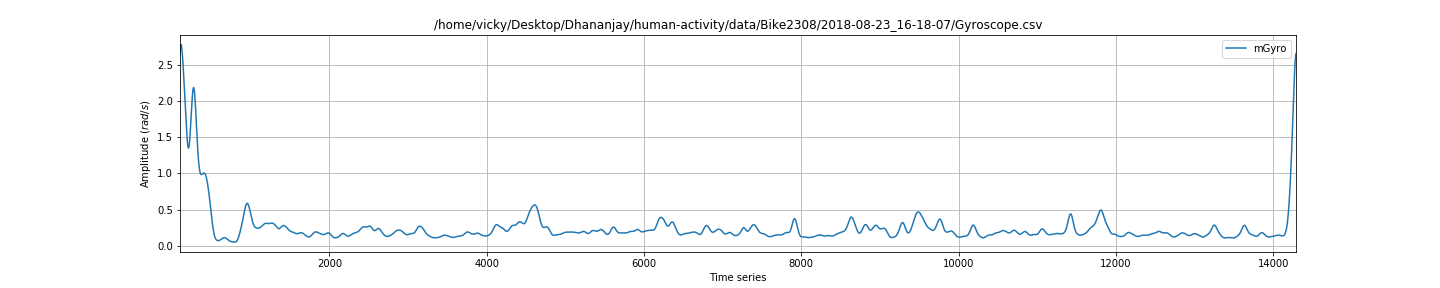 /home/vicky/Desktop/Dhananjay/human-activity/data/Bike2308/2018-08-23_16-18-07/Gyroscope.csv
mGyro
Amplitude (rad/s)
2.5
2.0
1.5
1.0
0.5
0.0
2000 4000 6000 8000 10000 12000 14000
Time series